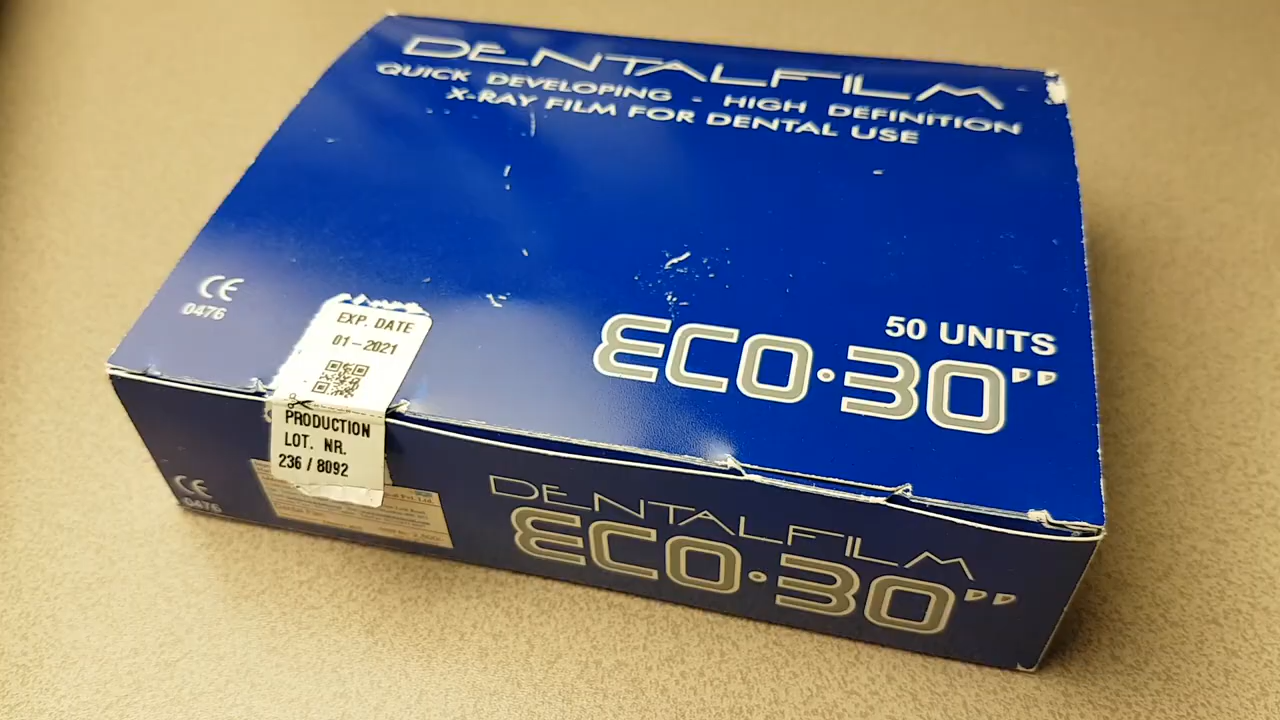 DENTALFILM
QUICK DEVELOPING - HIGH DEFINITION
X-RAY FILM FOR DENTAL USE
CE
0476
EXP. DATE
01-2021
50 UNITS
ECO·30"
PRODUCTION
LOT. NR.
236 / 8092
CE
0476
DENTALFILM
ECO·30"